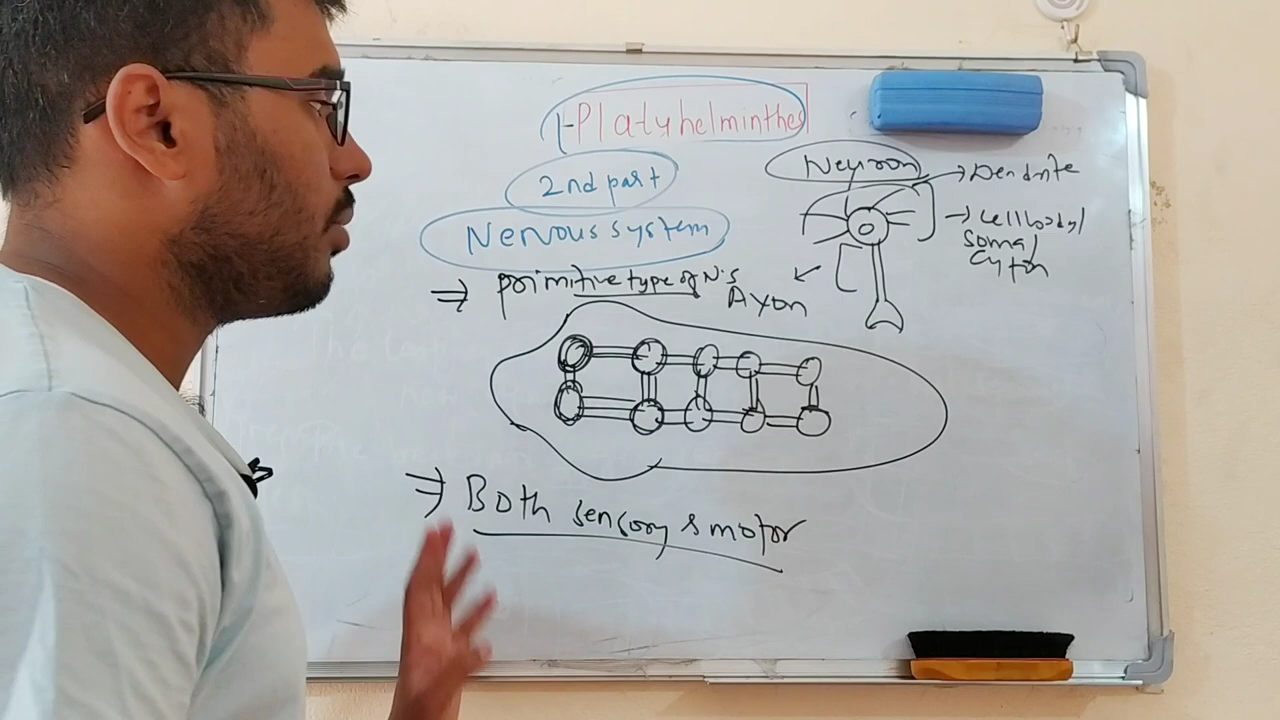 Platyhelminthes
2nd part
Nervous system
⇒ primitive type of N.S
Neuron
→ Dendrite
→ Cell body/
Soma/
Cyton
Axon
⇒ Both sensory & motor